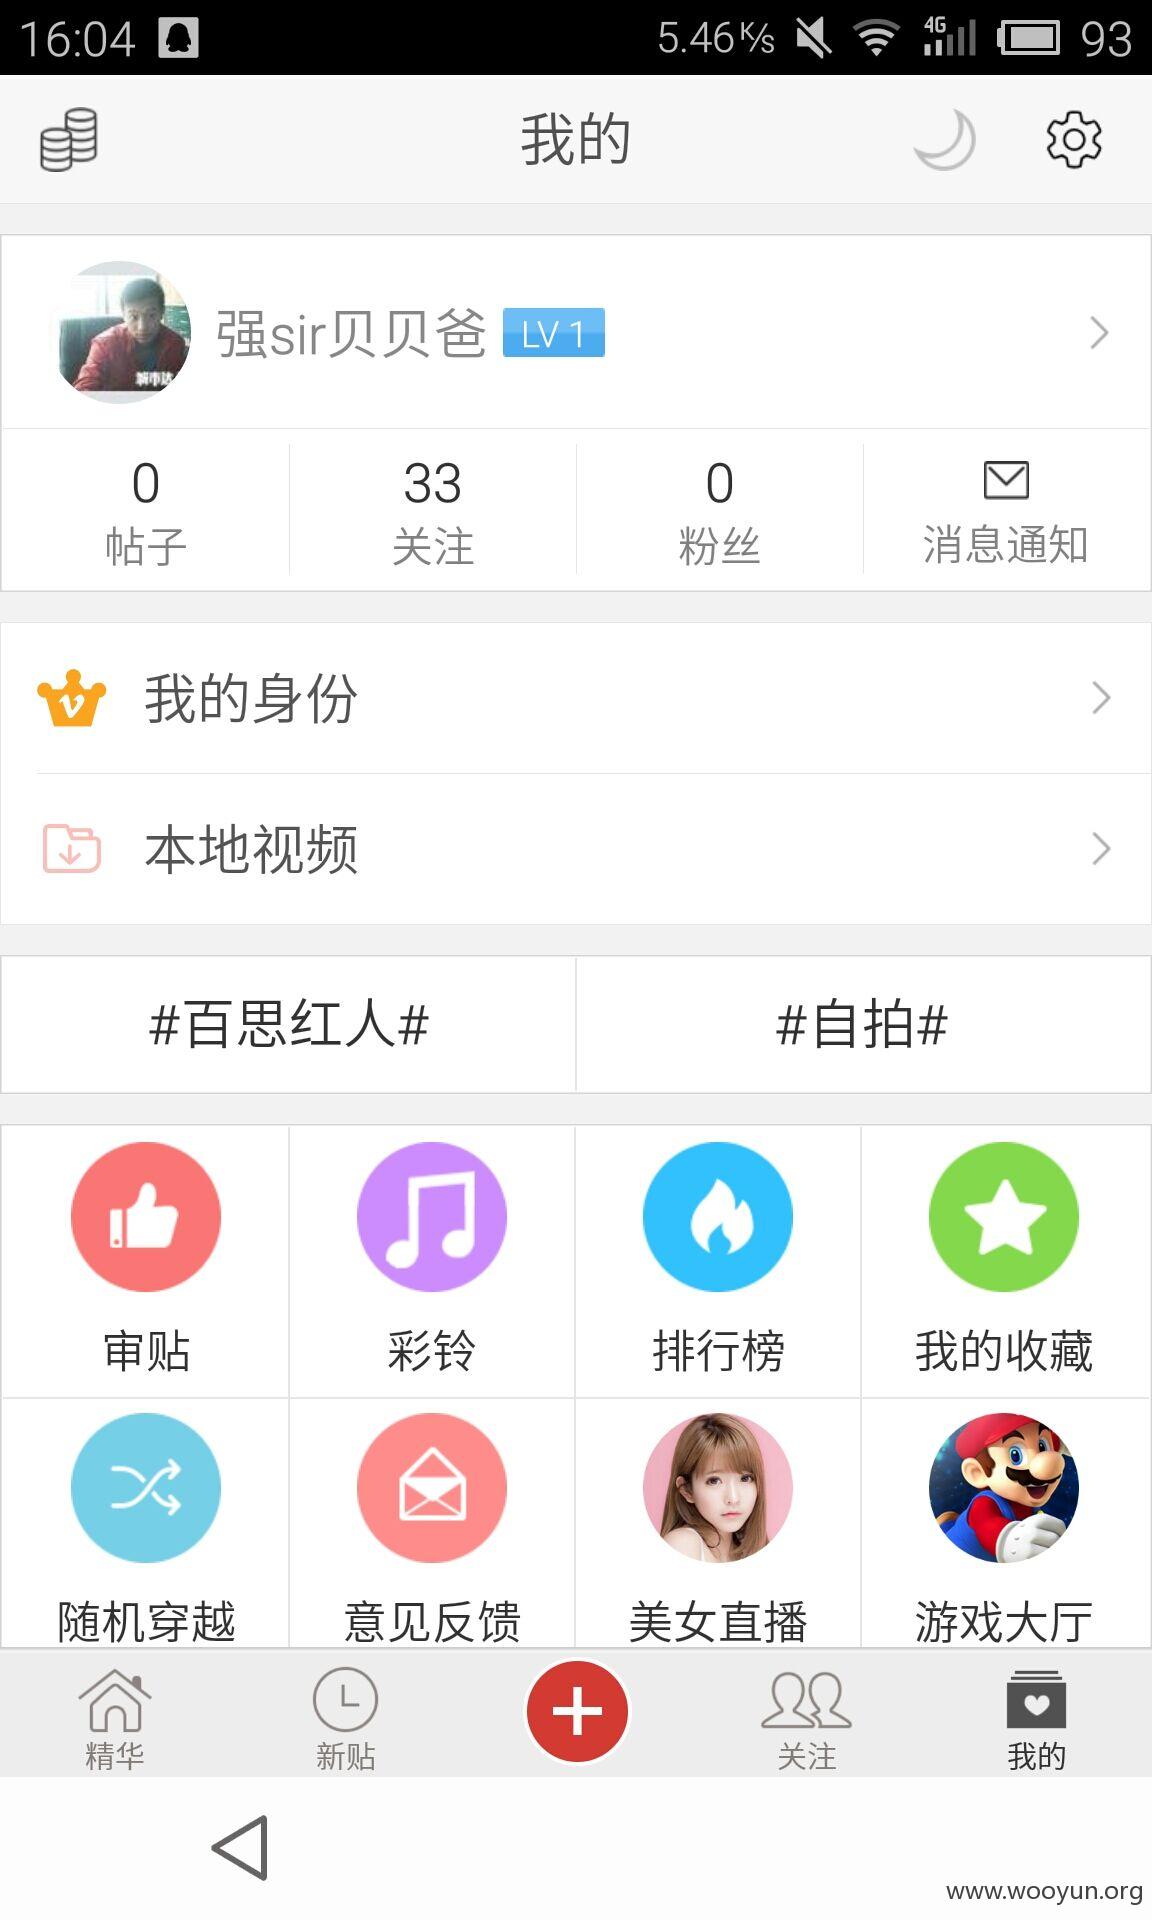 16:04 5.46K/s 4G 93
我的
强sir贝贝爸 LV 1
0 33 0
帖子 关注 粉丝 消息通知
我的身份
本地视频
#百思红人# #自拍#
审贴 彩铃 排行榜 我的收藏
随机穿越 意见反馈 美女直播 游戏大厅
精华 新贴 关注 我的
www.wooyun.org